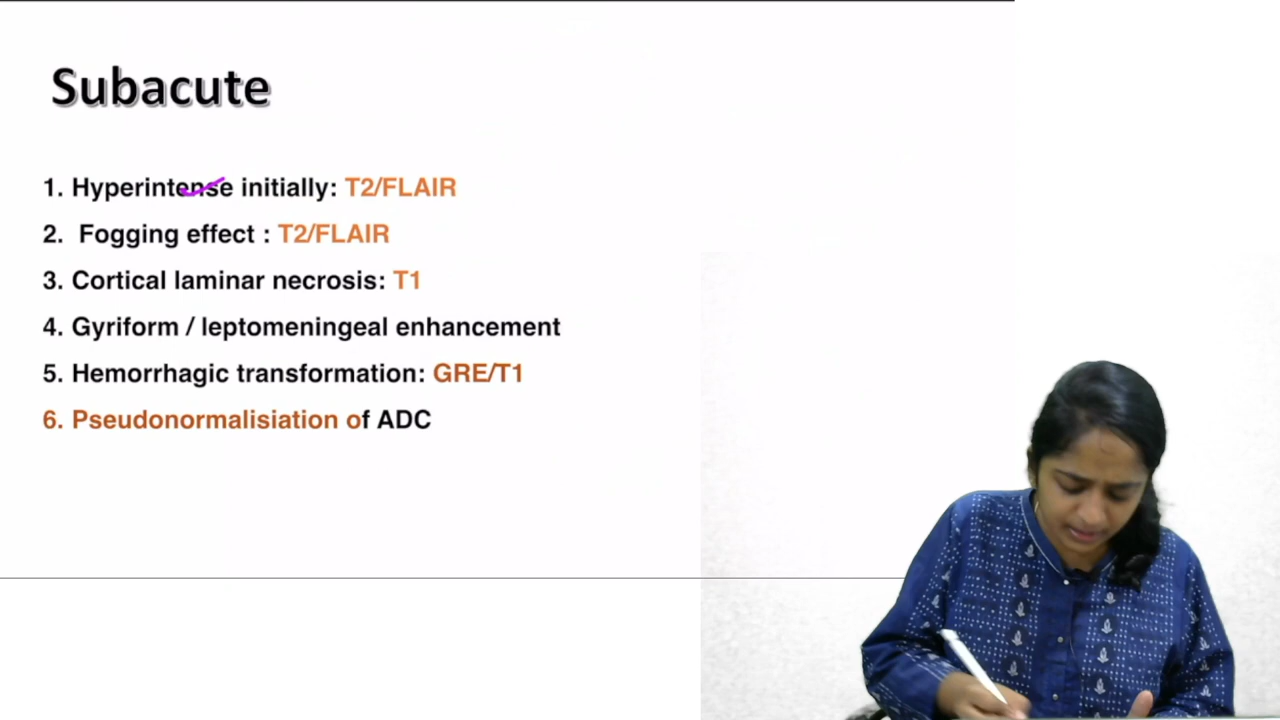 Subacute
1. Hyperintense initially: T2/FLAIR
2. Fogging effect : T2/FLAIR
3. Cortical laminar necrosis: T1
4. Gyriform / leptomeningeal enhancement
5. Hemorrhagic transformation: GRE/T1
6. Pseudonormalisiation of ADC